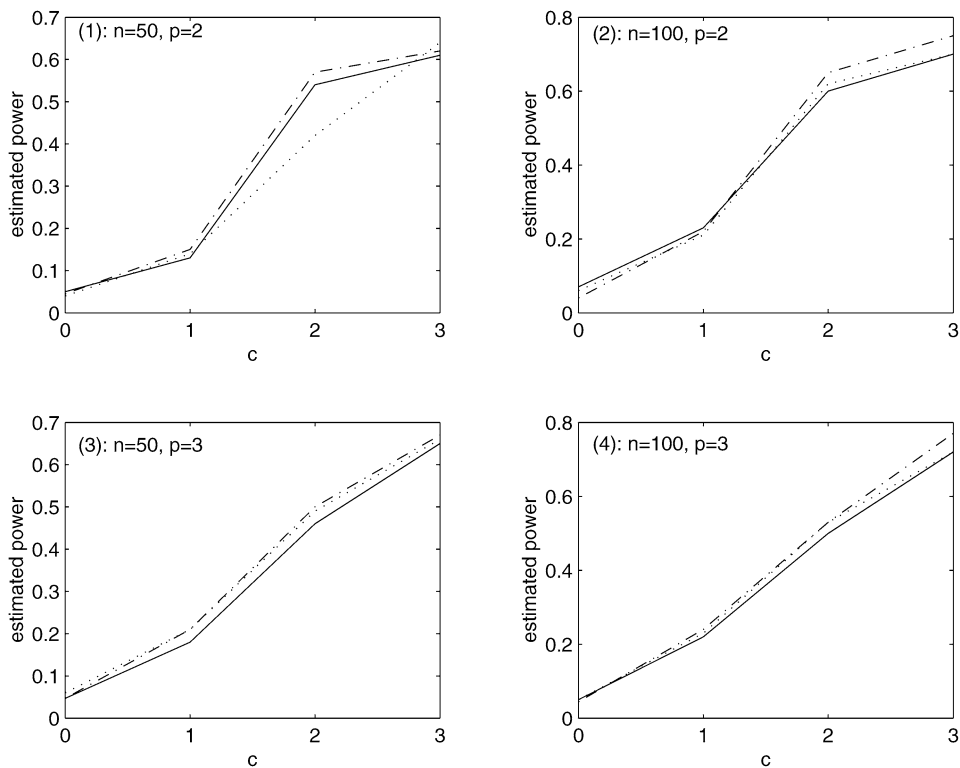 (1): n=50, p=2
0.7
0.6
0.5
0.4
0.3
0.2
0.1
0
estimated power
0 1 2 3
c
(2): n=100, p=2
0.8
0.6
0.4
0.2
0
estimated power
0 1 2 3
c
(3): n=50, p=3
0.7
0.6
0.5
0.4
0.3
0.2
0.1
0
estimated power
0 1 2 3
c
(4): n=100, p=3
0.8
0.6
0.4
0.2
0
estimated power
0 1 2 3
c